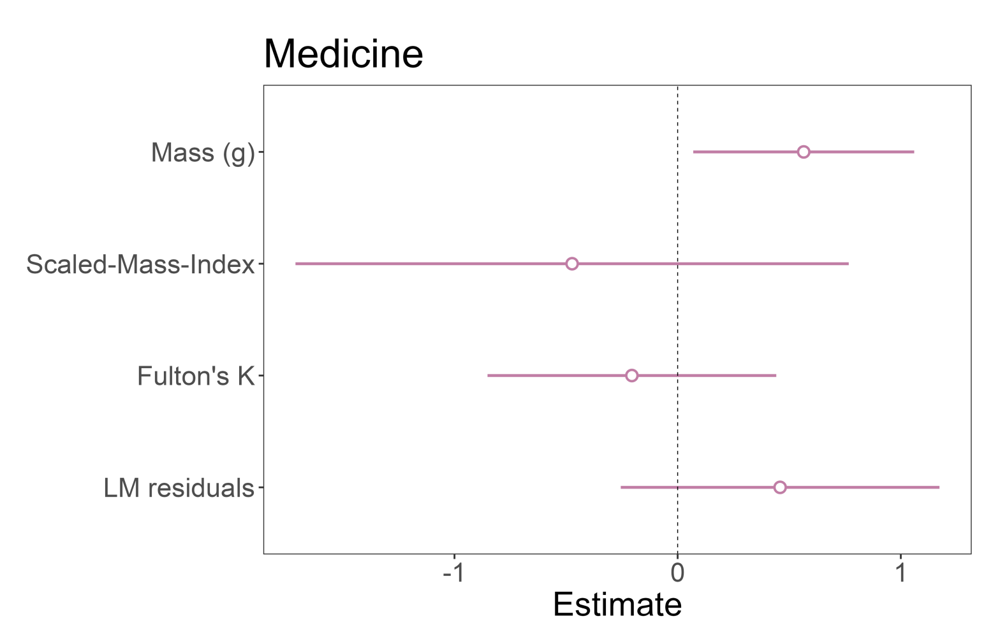 Medicine
Mass (g)
Scaled-Mass-Index
Fulton's K
LM residuals
-1 0 1
Estimate